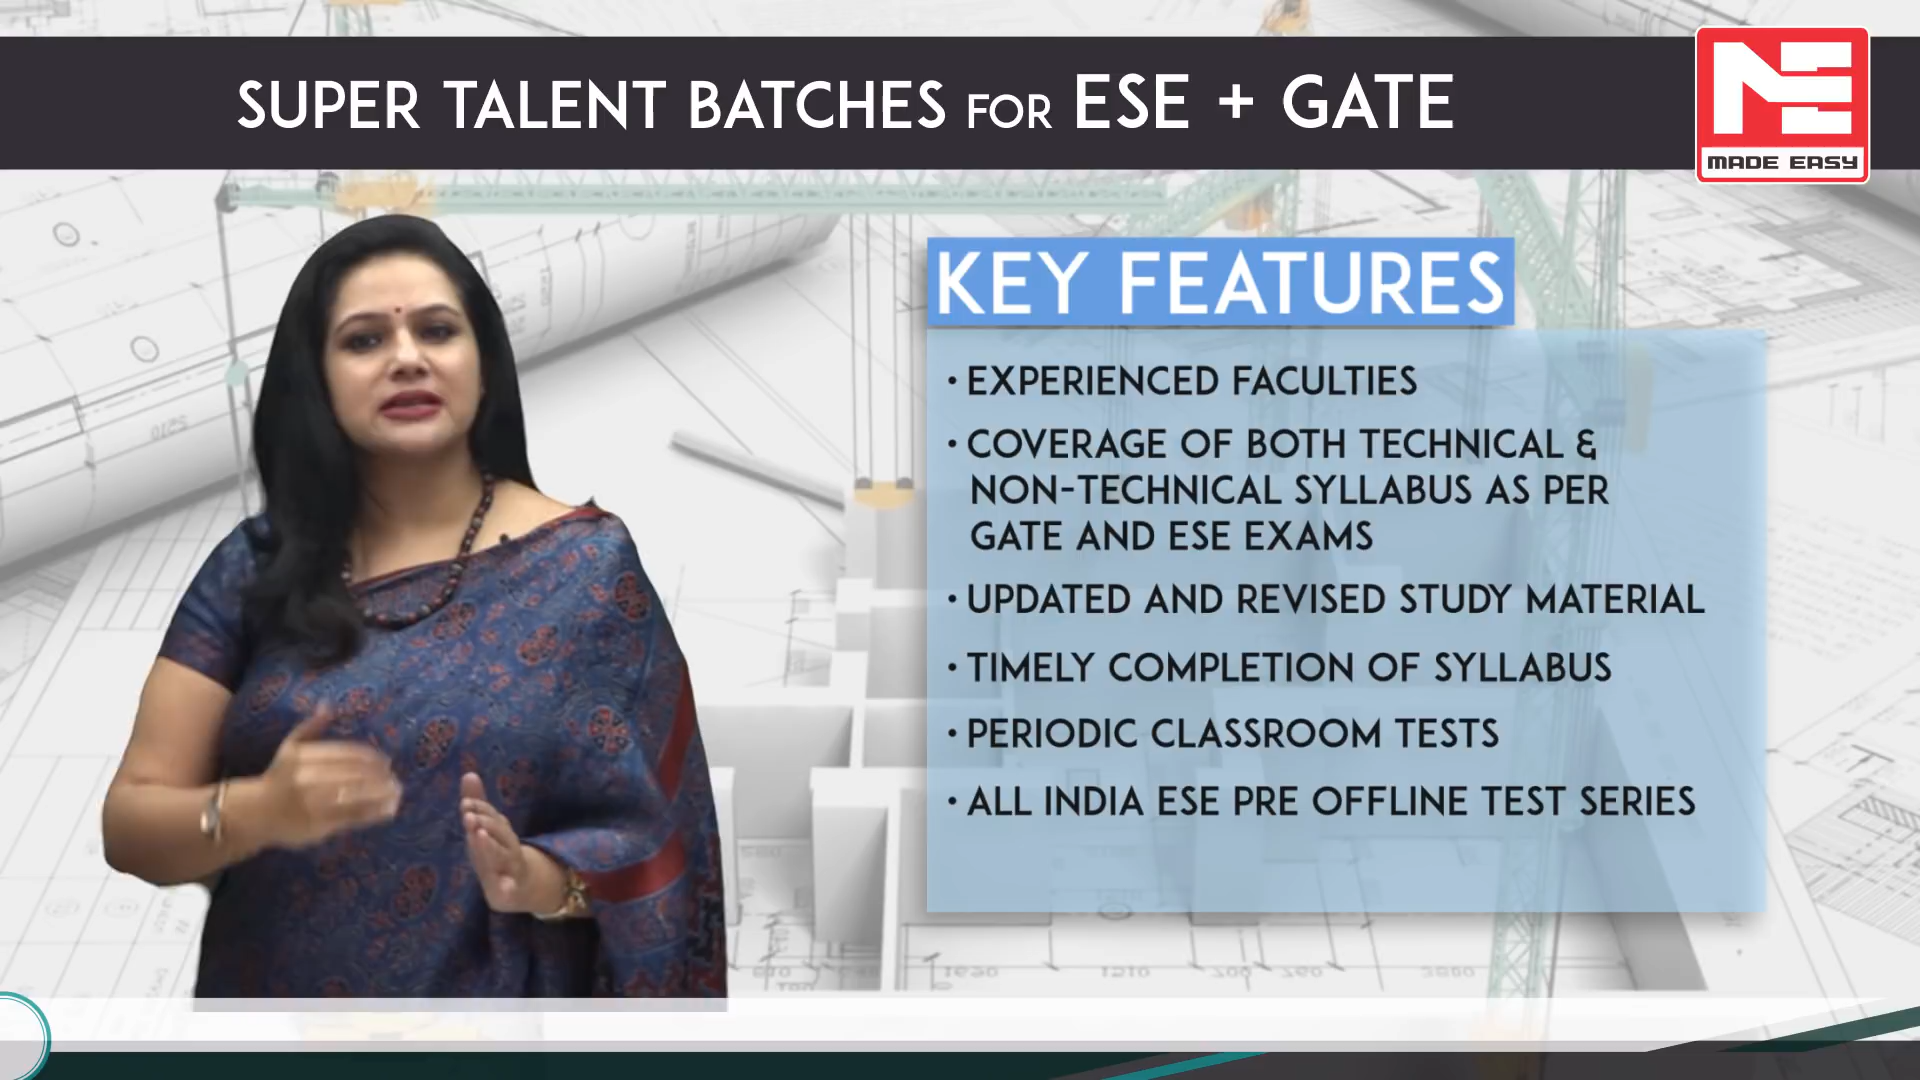 SUPER TALENT BATCHES FOR ESE + GATE
MADE EASY
KEY FEATURES
• EXPERIENCED FACULTIES
• COVERAGE OF BOTH TECHNICAL &
NON-TECHNICAL SYLLABUS AS PER
GATE AND ESE EXAMS
• UPDATED AND REVISED STUDY MATERIAL
• TIMELY COMPLETION OF SYLLABUS
• PERIODIC CLASSROOM TESTS
• ALL INDIA ESE PRE OFFLINE TEST SERIES